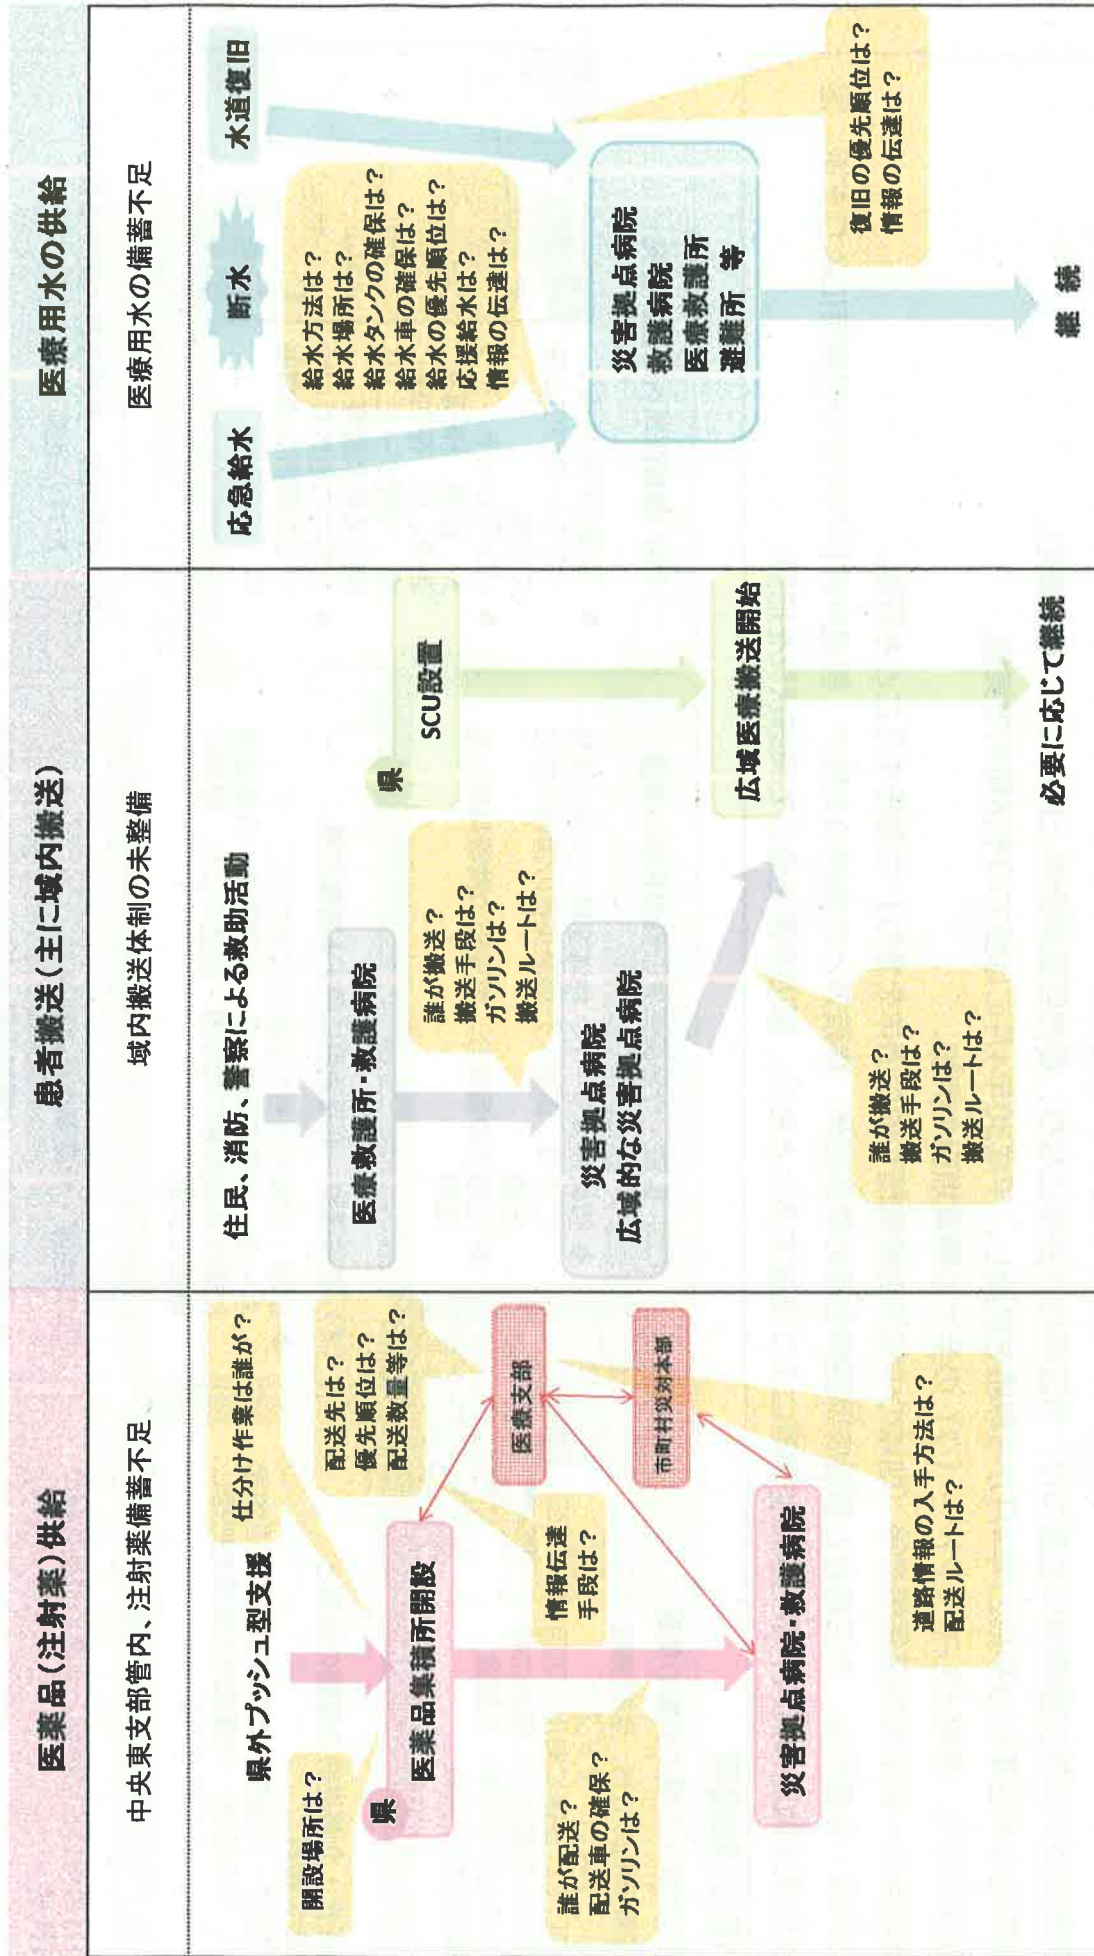 医薬品(注射薬)供給
中央東支部管内、注射薬備蓄不足
県外プッシュ型支援
仕分け作業は誰が?
開設場所は?
県
医薬品集積所開設
配送先は?
優先順位は?
配送数量等は?
医療支部
情報伝達
手段は?
市町村災対本部
誰が配送?
配送車の確保?
ガソリンは?
災害拠点病院・救護病院
道路情報の入手方法は?
配送ルートは?
患者搬送(主に域内搬送)
域内搬送体制の未整備
住民、消防、警察による救助活動
医療救護所・救護病院
県
SCU設置
誰が搬送?
搬送手段は?
ガソリンは?
搬送ルートは?
災害拠点病院
広域的な災害拠点病院
広域医療搬送開始
誰が搬送?
搬送手段は?
ガソリンは?
搬送ルートは?
必要に応じて継続
医療用水の供給
医療用水の備蓄不足
応急給水
断水
水道復旧
給水方法は?
給水場所は?
給水タンクの確保は?
給水車の確保は?
給水の優先順位は?
応援給水は?
情報の伝達は?
災害拠点病院
救護病院
医療救護所
避難所 等
復旧の優先順位は?
情報の伝達は?
継 続